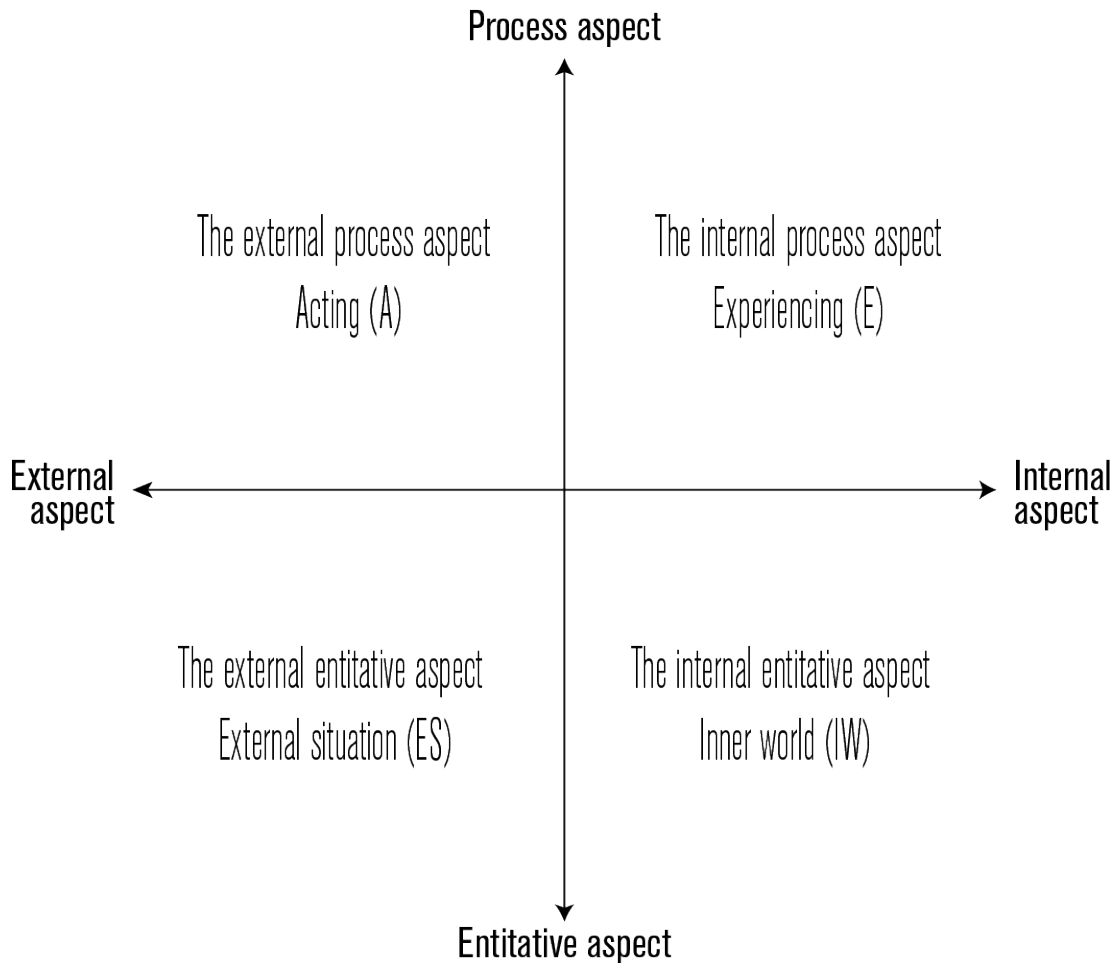 Process aspect
The external process aspect
Acting (A)
The internal process aspect
Experiencing (E)
External
aspect
Internal
aspect
The external entitative aspect
External situation (ES)
The internal entitative aspect
Inner world (IW)
Entitative aspect